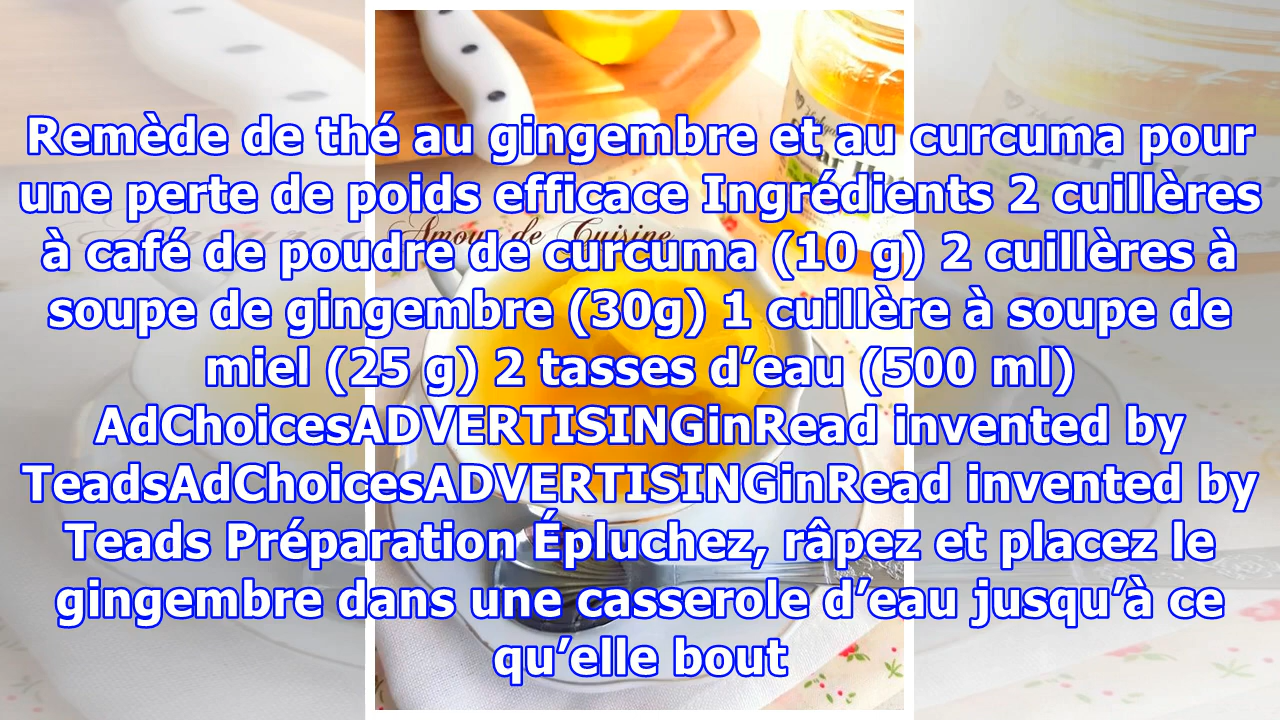 Remède de thé au gingembre et au curcuma pour
une perte de poids efficace Ingrédients 2 cuillères
à café de poudre de curcuma (10 g) 2 cuillères à
soupe de gingembre (30g) 1 cuillère à soupe de
miel (25 g) 2 tasses d’eau (500 ml)
AdChoicesADVERTISINGinRead invented by
TeadsAdChoicesADVERTISINGinRead invented by
Teads Préparation Épluchez, râpez et placez le
gingembre dans une casserole d’eau jusqu’à ce
qu’elle bout
Amour de Cuisine